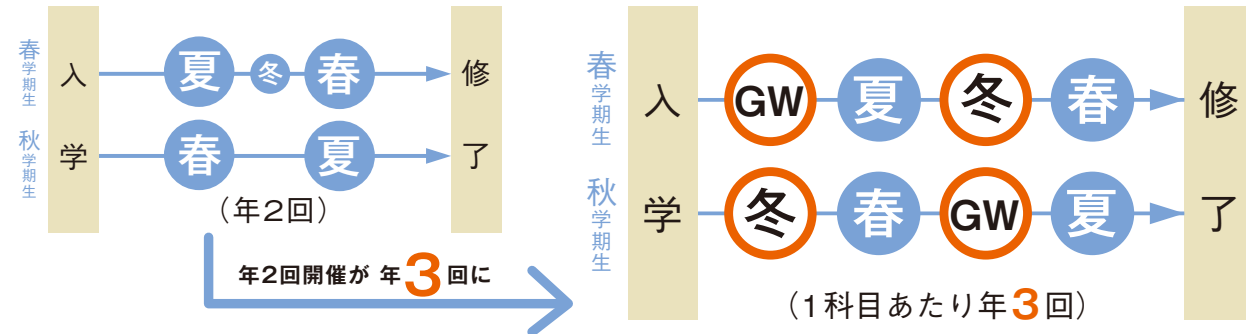 春学期生
入
夏
冬
春
修
秋学期生
学
春
夏
了
（年2回）
年2回開催が 年3回に
春学期生
入
GW
夏
冬
春
修
秋学期生
学
冬
春
GW
夏
了
（1科目あたり年3回）